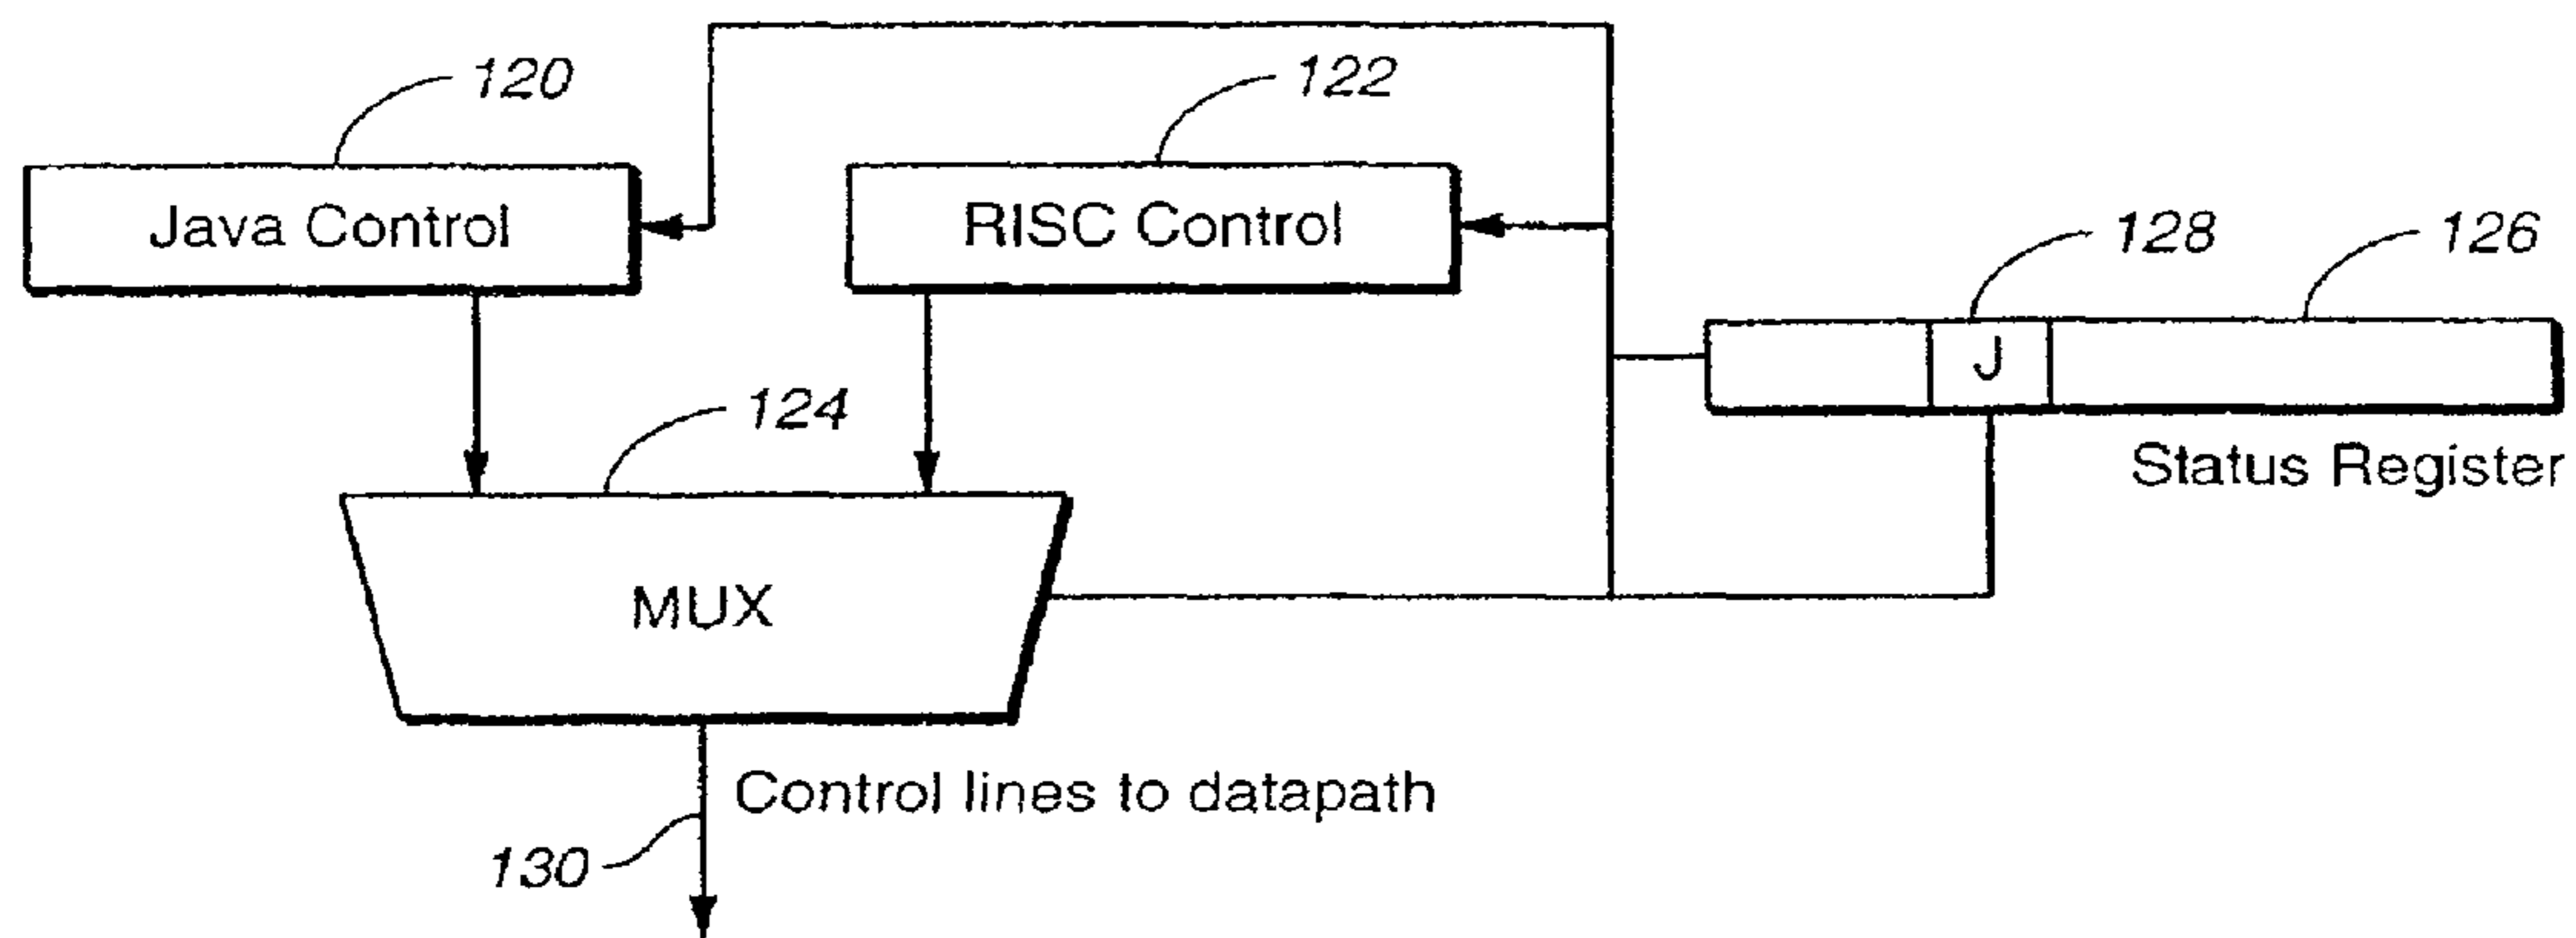 120
122
Java Control
RISC Control
128
126
J
124
Status Register
MUX
Control lines to datapath
130